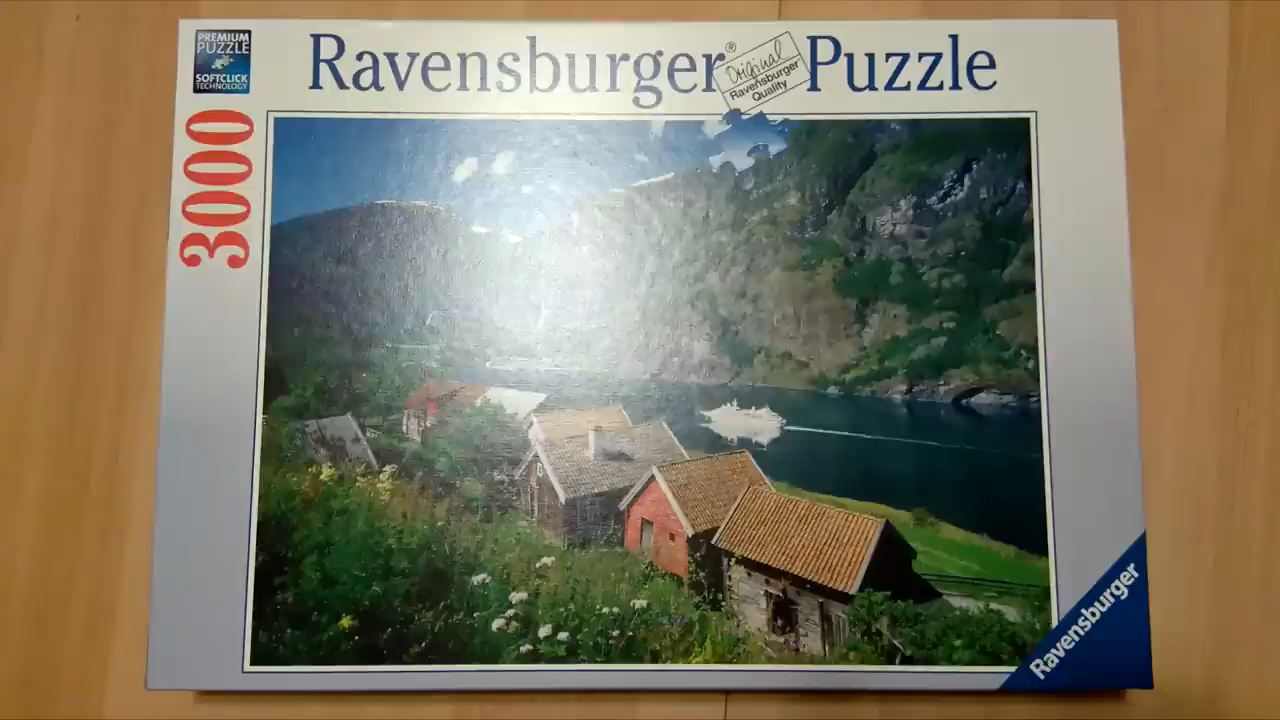 PREMIUM
PUZZLE
SOFTCLICK
TECHNOLOGY
Ravensburger® Puzzle
Original
Ravensburger
Quality
3000
Ravensburger